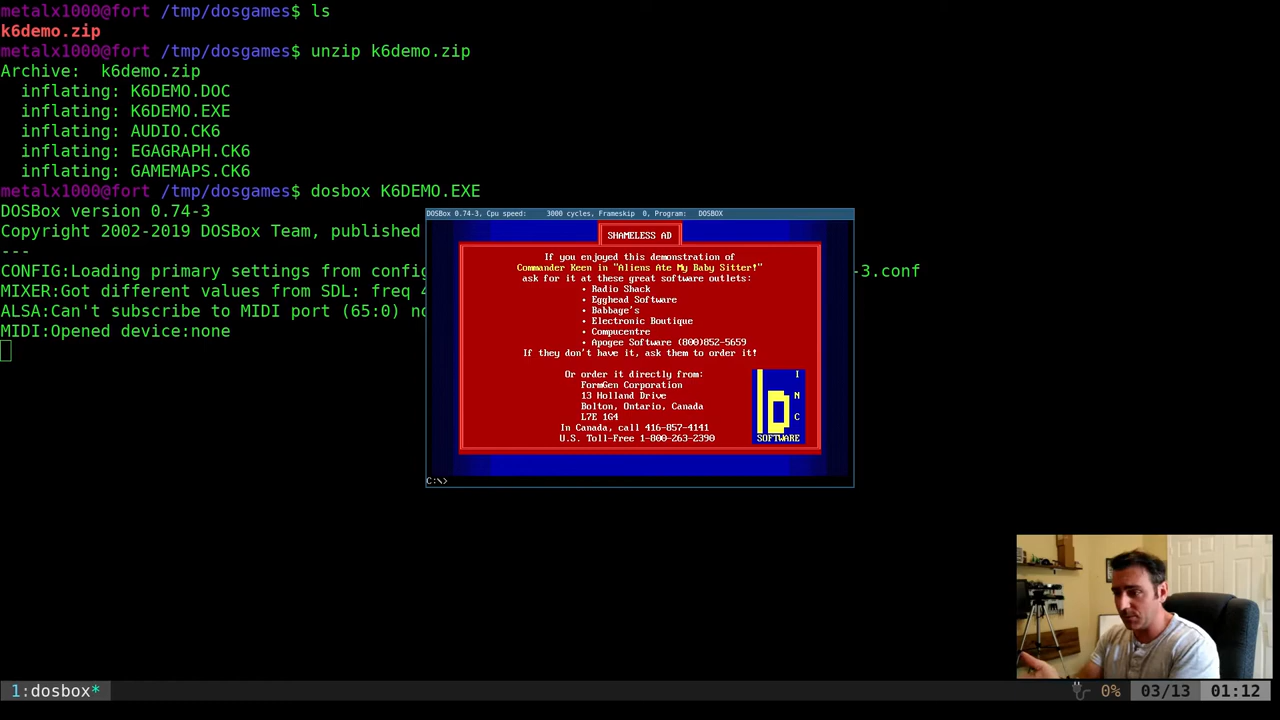 metalx1000@fort /tmp/dosgames$ ls
k6demo.zip
metalx1000@fort /tmp/dosgames$ unzip k6demo.zip
Archive:  k6demo.zip
  inflating: K6DEMO.DOC
  inflating: K6DEMO.EXE
  inflating: AUDIO.CK6
  inflating: EGAGRAPH.CK6
  inflating: GAMEMAPS.CK6
metalx1000@fort /tmp/dosgames$ dosbox K6DEMO.EXE
DOSBox version 0.74-3
Copyright 2002-2019 DOSBox Team, published
---
CONFIG:Loading primary settings from config -3.conf
MIXER:Got different values from SDL: freq 4
ALSA:Can't subscribe to MIDI port (65:0) no
MIDI:Opened device:none
DOSBox 0.74-3, Cpu speed: 3000 cycles, Frameskip 0, Program: DOSBOX
SHAMELESS AD
If you enjoyed this demonstration of
Commander Keen in "Aliens Ate My Baby Sitter!"
ask for it at these great software outlets:
• Radio Shack
• Egghead Software
• Babbage's
• Electronic Boutique
• Compucentre
• Apogee Software (800)852-5659
If they don't have it, ask them to order it!
Or order it directly from:
FormGen Corporation
13 Holland Drive
Bolton, Ontario, Canada
L7E 1G4
In Canada, call 416-857-4141
U.S. Toll-Free 1-800-263-2390
id
INC
SOFTWARE
C:\>
1:dosbox* 0% 03/13 01:12